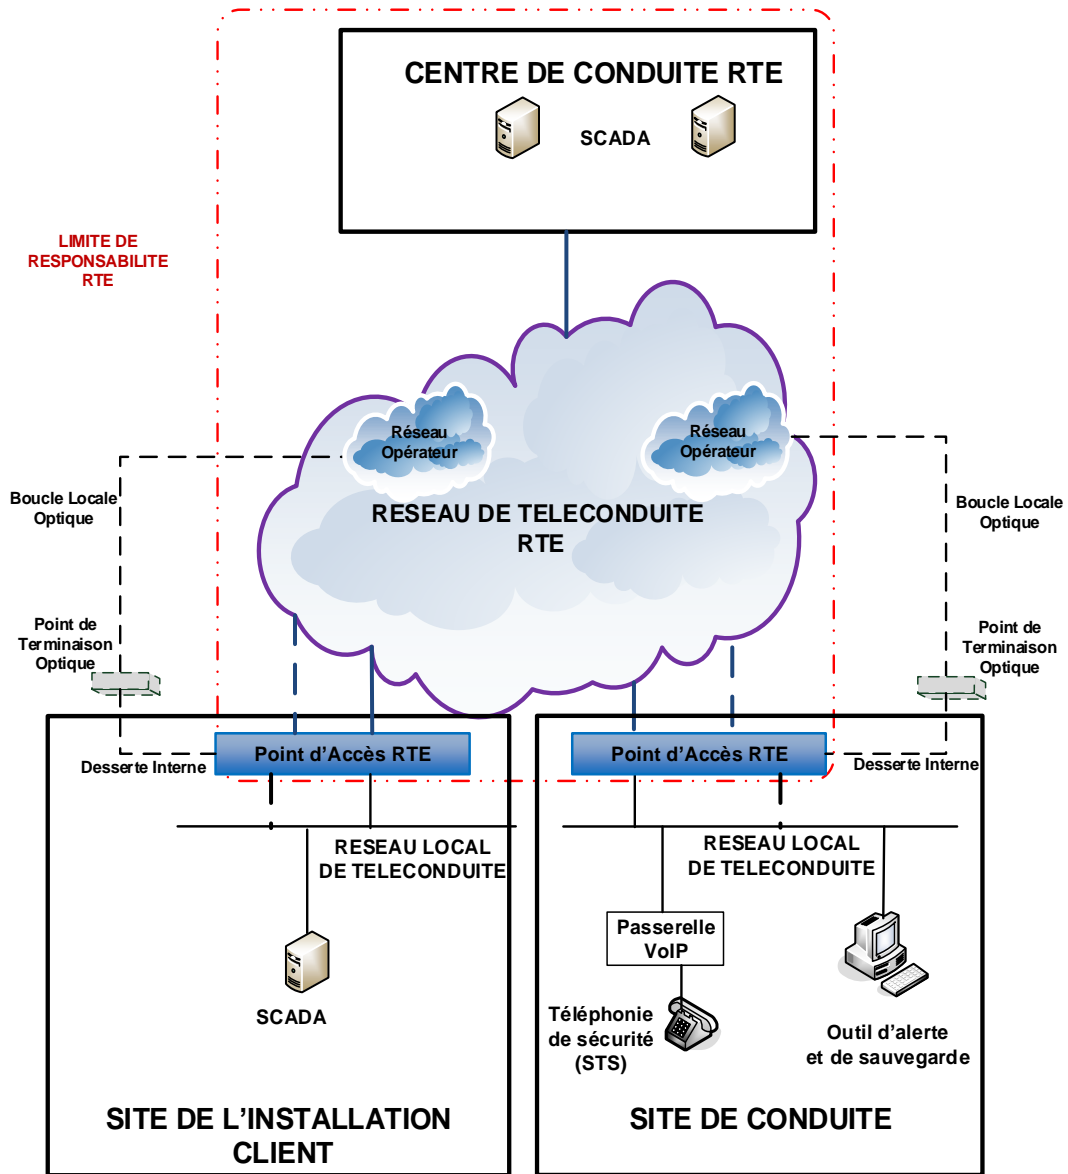 CENTRE DE CONDUITE RTE
SCADA
LIMITE DE
RESPONSABILITE
RTE
Réseau
Opérateur
Réseau
Opérateur
RESEAU DE TELECONDUITE
RTE
Boucle Locale
Optique
Boucle Locale
Optique
Point de
Terminaison
Optique
Point de
Terminaison
Optique
Point d'Accès RTE
Point d'Accès RTE
Desserte Interne
Desserte Interne
RESEAU LOCAL
DE TELECONDUITE
RESEAU LOCAL
DE TELECONDUITE
Passerelle
VoIP
SCADA
Téléphonie
de sécurité
(STS)
Outil d'alerte
et de sauvegarde
SITE DE L'INSTALLATION
CLIENT
SITE DE CONDUITE